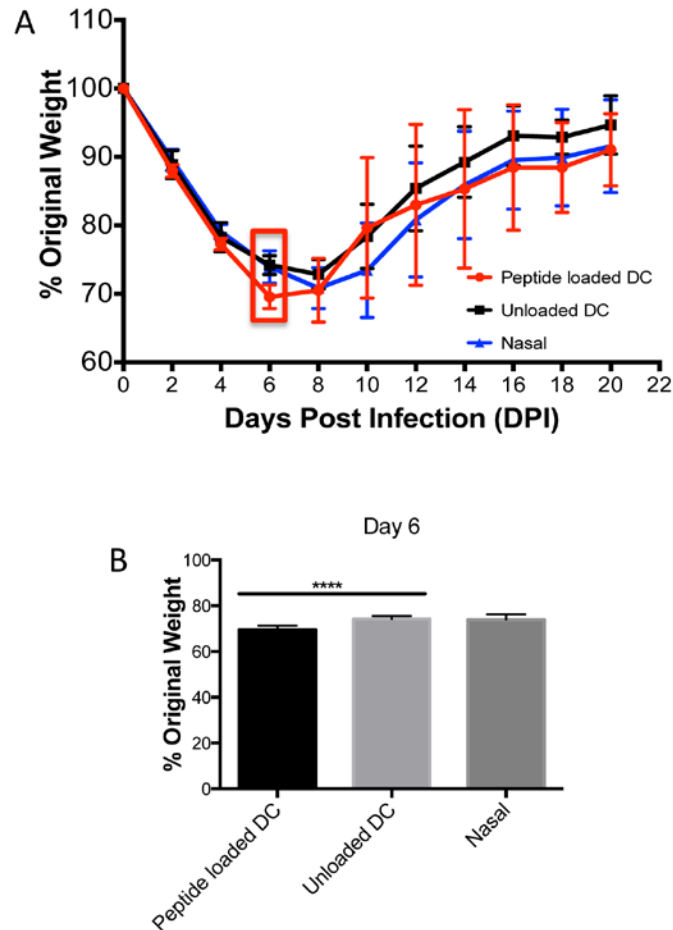 A
% Original Weight
110
100
90
80
70
60
Peptide loaded DC
Unloaded DC
Nasal
0 2 4 6 8 10 12 14 16 18 20 22
Days Post Infection (DPI)
Day 6
B
% Original Weight
100
80
60
40
20
0
****
Peptide loaded DC
Unloaded DC
Nasal